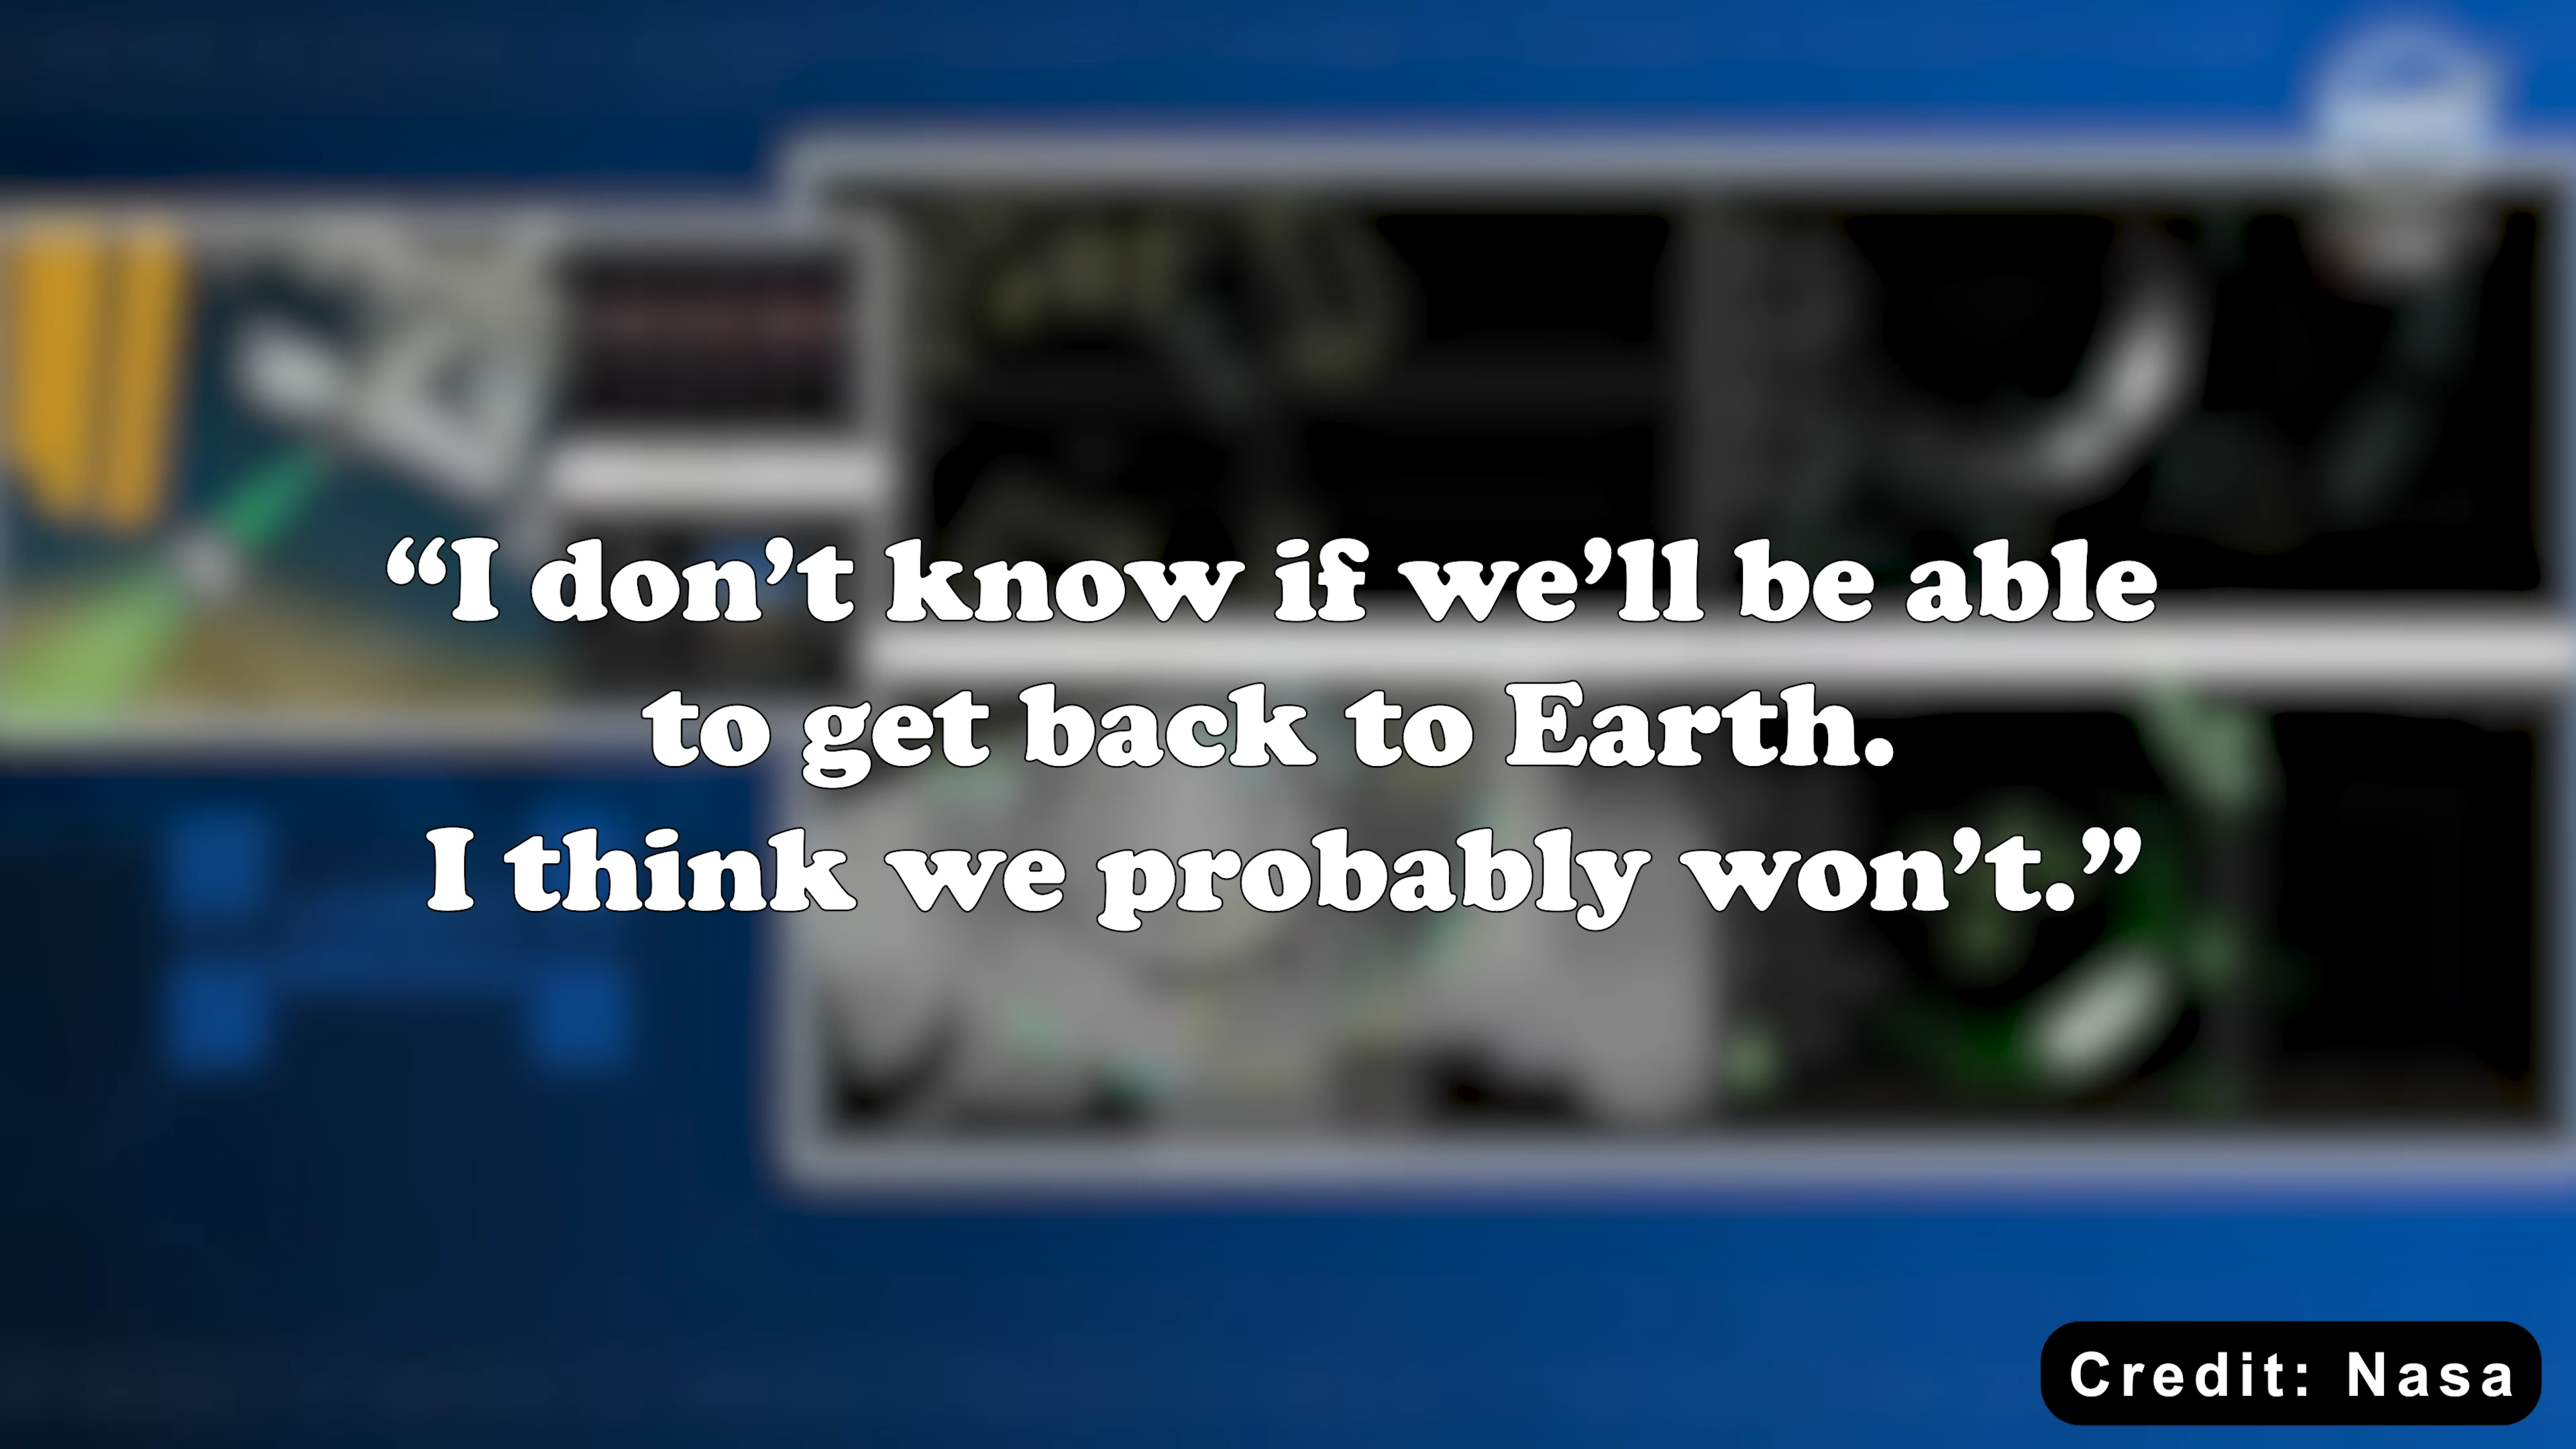 “I don’t know if we’ll be able
to get back to Earth.
I think we probably won’t.”
Credit: Nasa